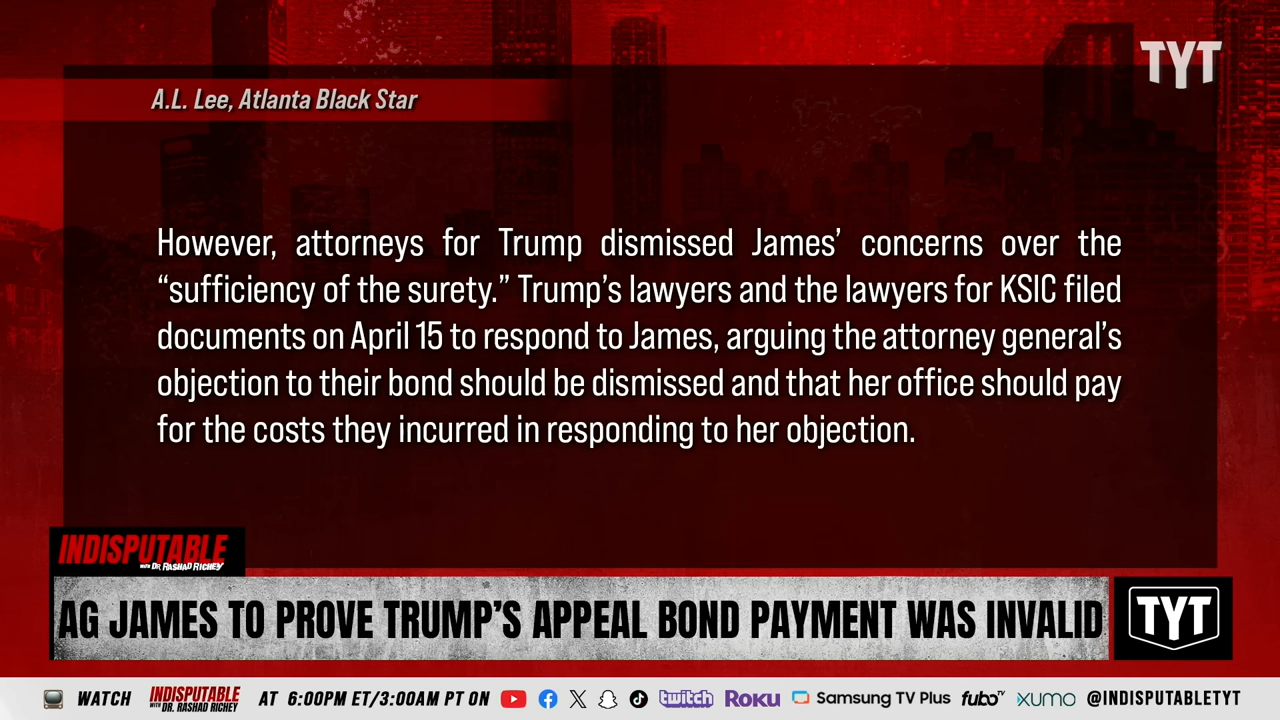 TYT
A.L. Lee, Atlanta Black Star
However, attorneys for Trump dismissed James’ concerns over the
“sufficiency of the surety.” Trump’s lawyers and the lawyers for KSIC filed
documents on April 15 to respond to James, arguing the attorney general’s
objection to their bond should be dismissed and that her office should pay
for the costs they incurred in responding to her objection.
INDISPUTABLE
WITH DR. RASHAD RICHEY
AG JAMES TO PROVE TRUMP’S APPEAL BOND PAYMENT WAS INVALID
TYT
WATCH INDISPUTABLE WITH DR. RASHAD RICHEY AT 6:00PM ET/3:00AM PT ON twitch ROKU SAMSUNG TV Plus fubo TV XUMO @INDISPUTABLETYT